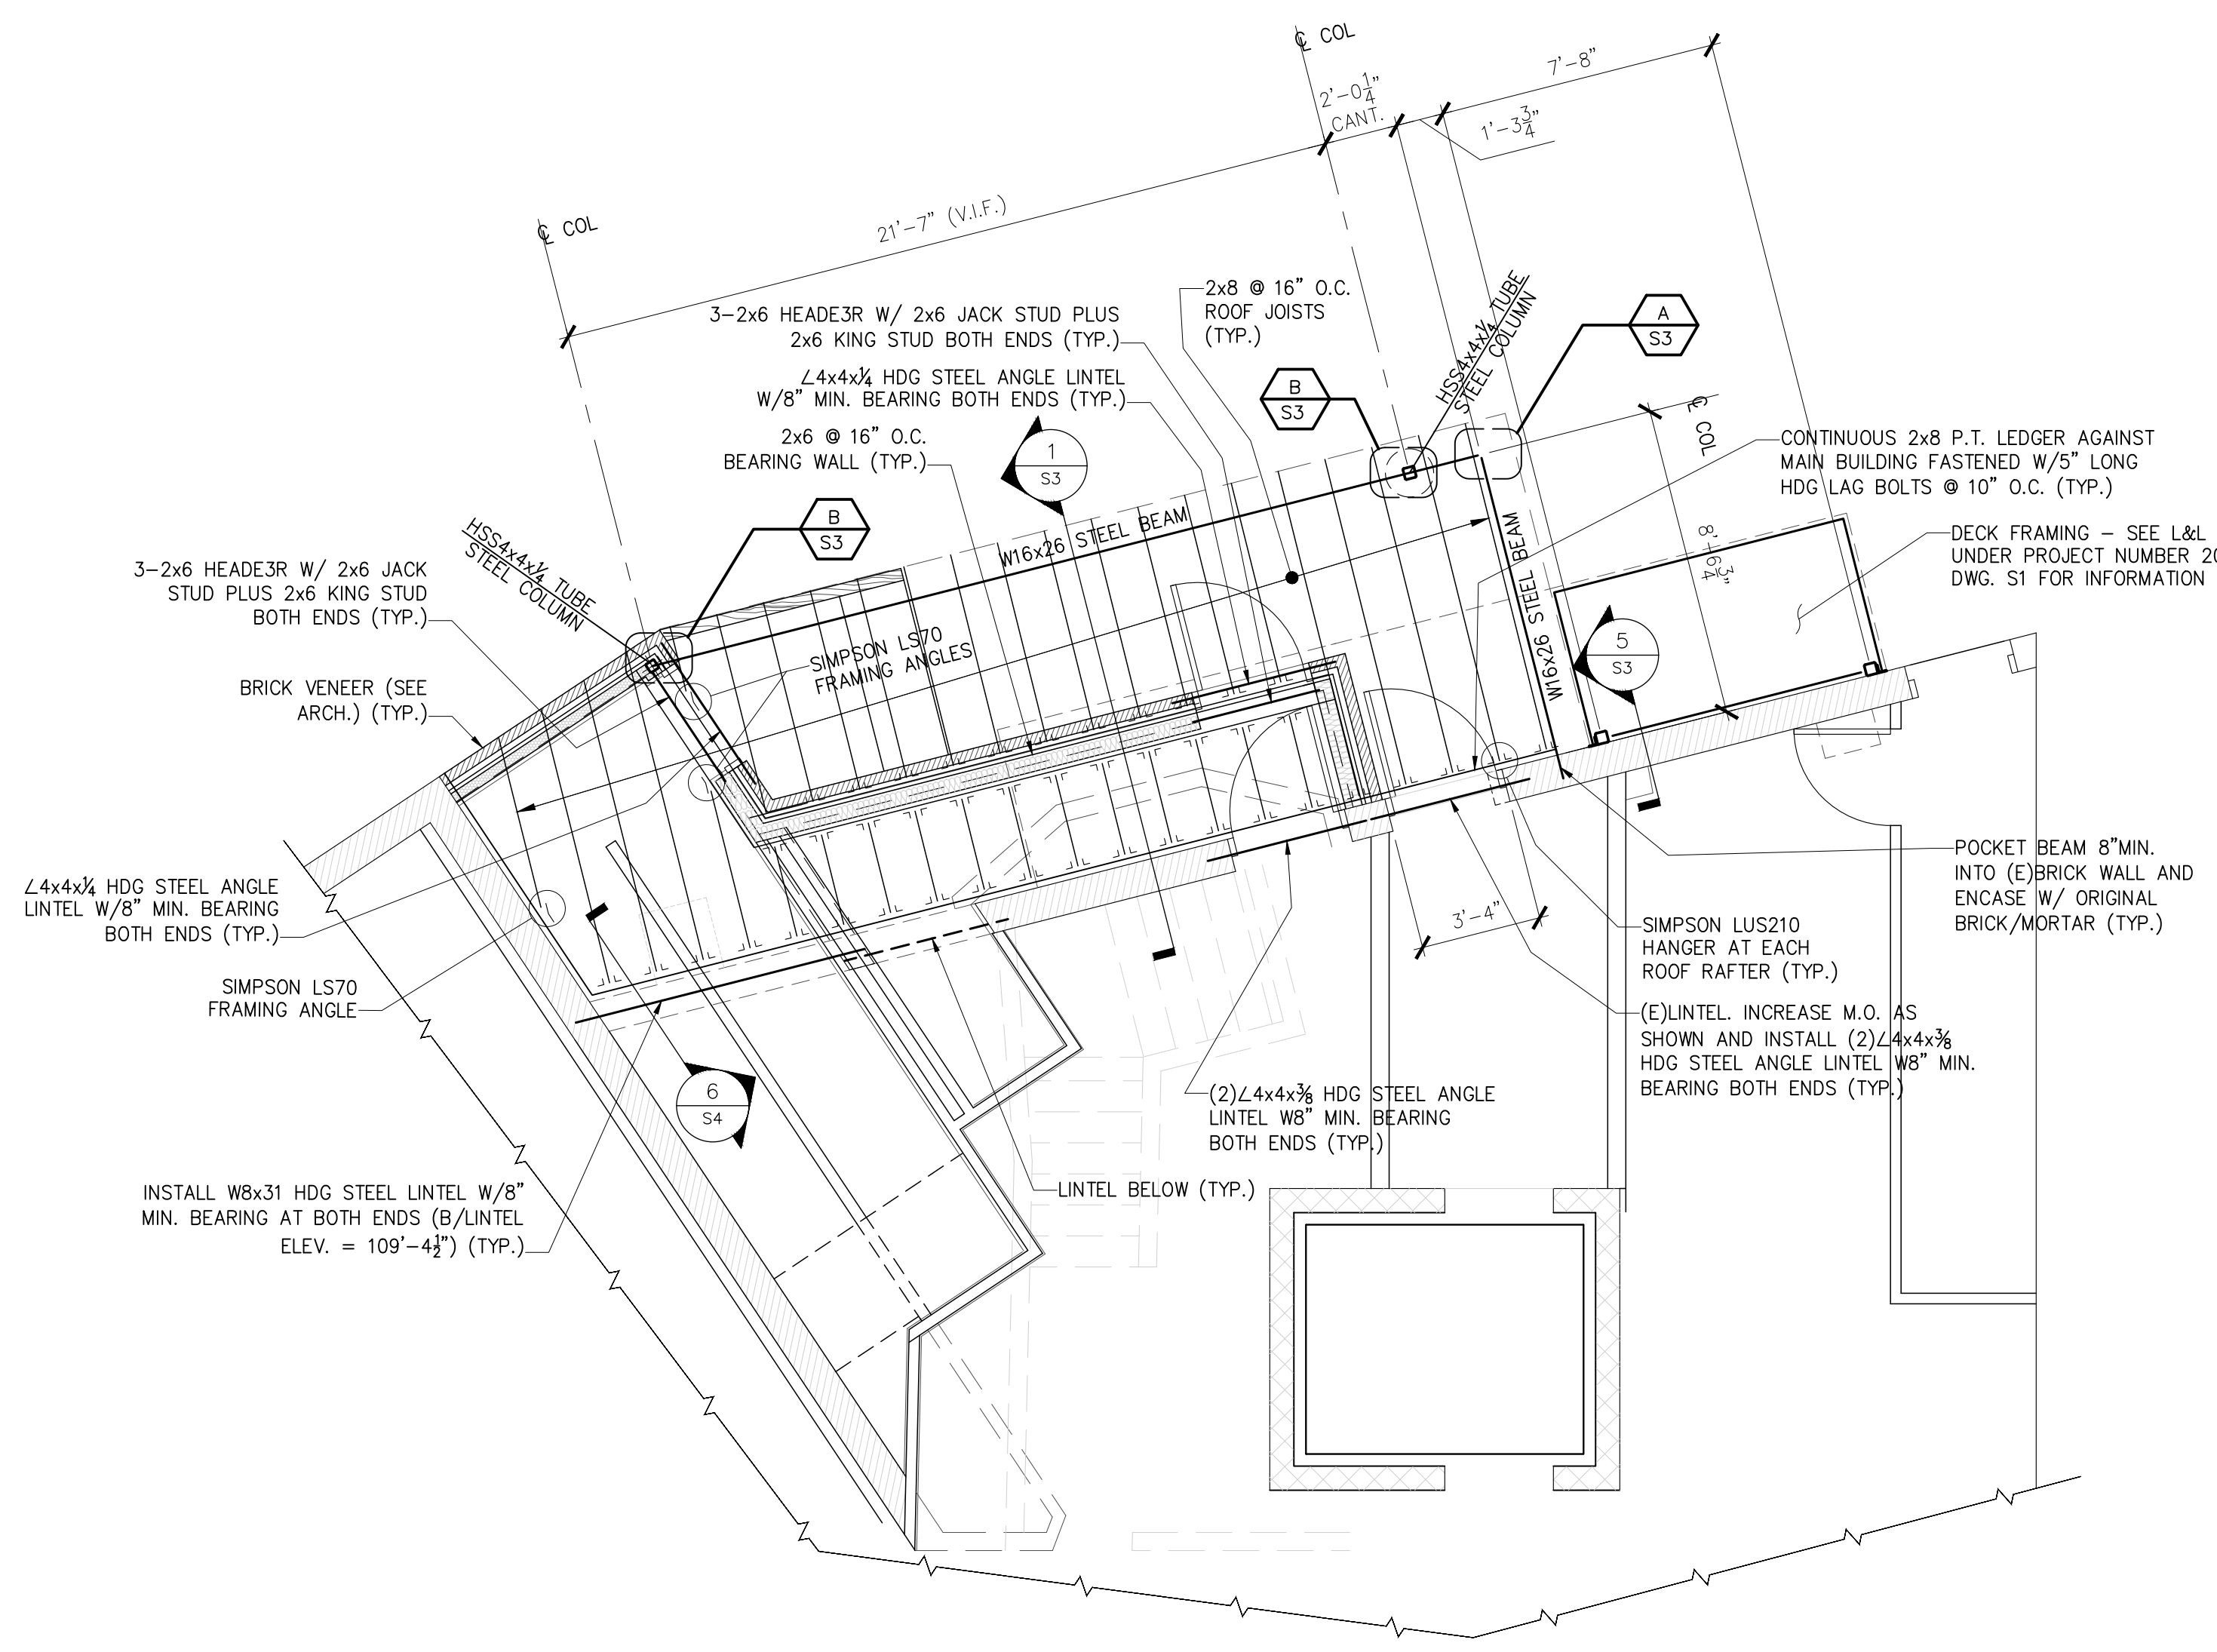 ℄ COL
2'-0 1/4"
CANT.
7'-8"
1'-3 3/4"
℄ COL
21'-7" (V.I.F.)
3-2x6 HEADE3R W/ 2x6 JACK STUD PLUS
2x6 KING STUD BOTH ENDS (TYP.)
2x8 @ 16" O.C.
ROOF JOISTS
(TYP.)
∠4x4x1/4 HDG STEEL ANGLE LINTEL
W/8" MIN. BEARING BOTH ENDS (TYP.)
2x6 @ 16" O.C.
BEARING WALL (TYP.)
1
S3
B
S3
HSS4x4x1/4 TUBE
STEEL COLUMN
A
S3
℄ COL
CONTINUOUS 2x8 P.T. LEDGER AGAINST
MAIN BUILDING FASTENED W/5" LONG
HDG LAG BOLTS @ 10" O.C. (TYP.)
8'-6 3/4"
DECK FRAMING – SEE L&L
UNDER PROJECT NUMBER 20
DWG. S1 FOR INFORMATION
W16x26 STEEL BEAM
W16x26 STEEL BEAM
B
S3
HSS4x4x1/4 TUBE
STEEL COLUMN
3-2x6 HEADE3R W/ 2x6 JACK
STUD PLUS 2x6 KING STUD
BOTH ENDS (TYP.)
SIMPSON LS70
FRAMING ANGLES
5
S3
BRICK VENEER (SEE
ARCH.) (TYP.)
∠4x4x1/4 HDG STEEL ANGLE
LINTEL W/8" MIN. BEARING
BOTH ENDS (TYP.)
SIMPSON LS70
FRAMING ANGLE
POCKET BEAM 8"MIN.
INTO (E)BRICK WALL AND
ENCASE W/ ORIGINAL
BRICK/MORTAR (TYP.)
3'-4"
SIMPSON LUS210
HANGER AT EACH
ROOF RAFTER (TYP.)
(E)LINTEL. INCREASE M.O. AS
SHOWN AND INSTALL (2)∠4x4x3/8
HDG STEEL ANGLE LINTEL W8" MIN.
BEARING BOTH ENDS (TYP.)
6
S4
(2)∠4x4x3/8 HDG STEEL ANGLE
LINTEL W8" MIN. BEARING
BOTH ENDS (TYP.)
LINTEL BELOW (TYP.)
INSTALL W8x31 HDG STEEL LINTEL W/8"
MIN. BEARING AT BOTH ENDS (B/LINTEL
ELEV. = 109'-4 1/2") (TYP.)